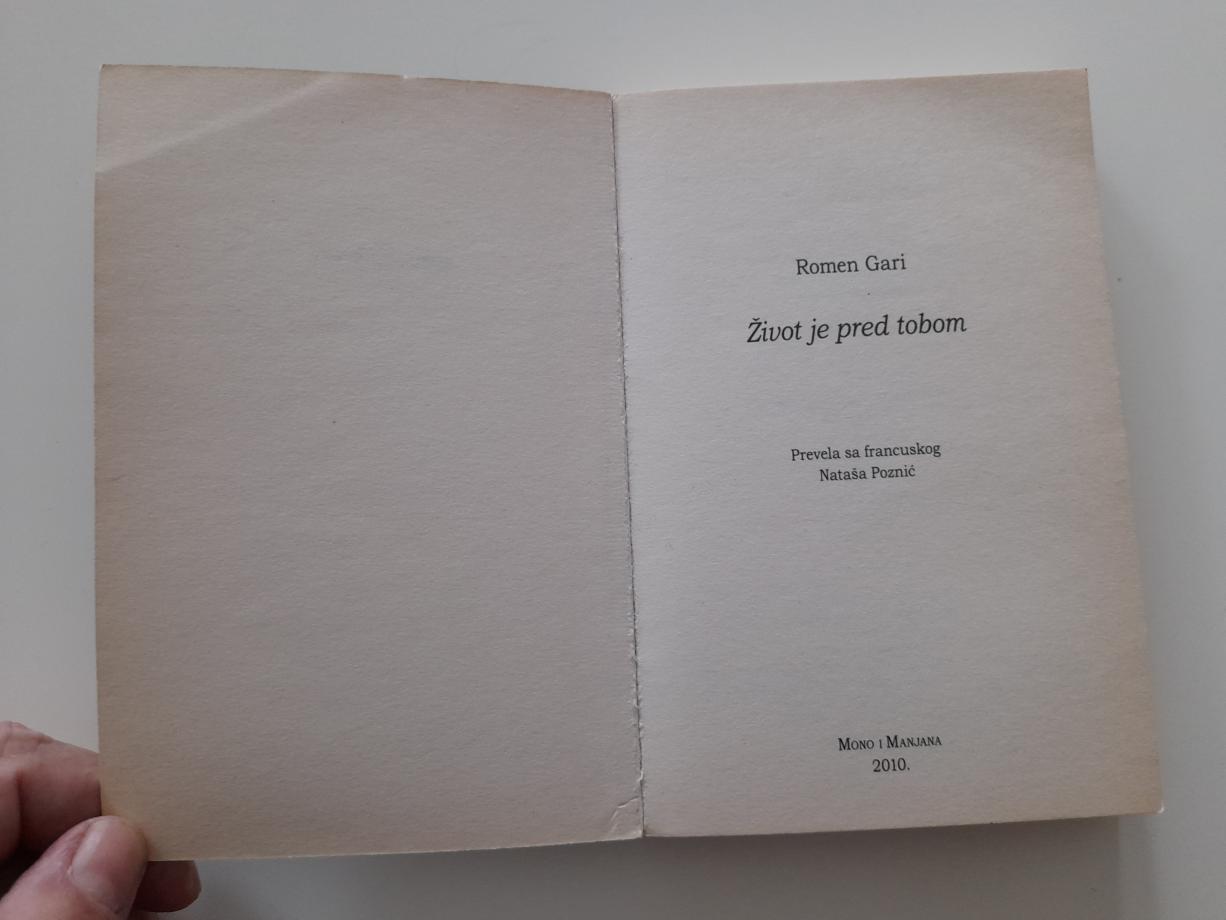 Romen Gari
Život je pred tobom
Prevela sa francuskog
Nataša Poznić
Mono i Manjana
2010.